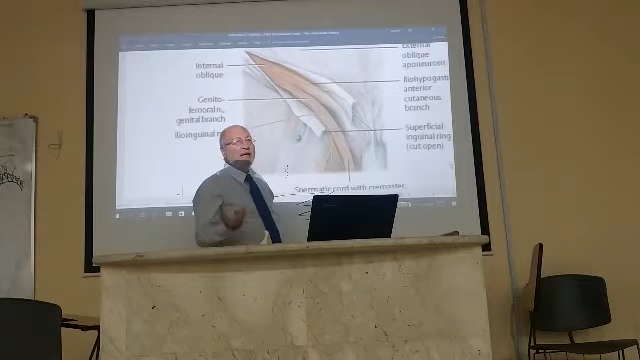 Internal
oblique
Genito-
femoral n.,
genital branch
Ilioinguinal n
External
oblique
aponeurosis
Iliohypogastr
anterior
cutaneous
branch
Superficial
inguinal ring
(cut open)
Spermatic cord with cremaster